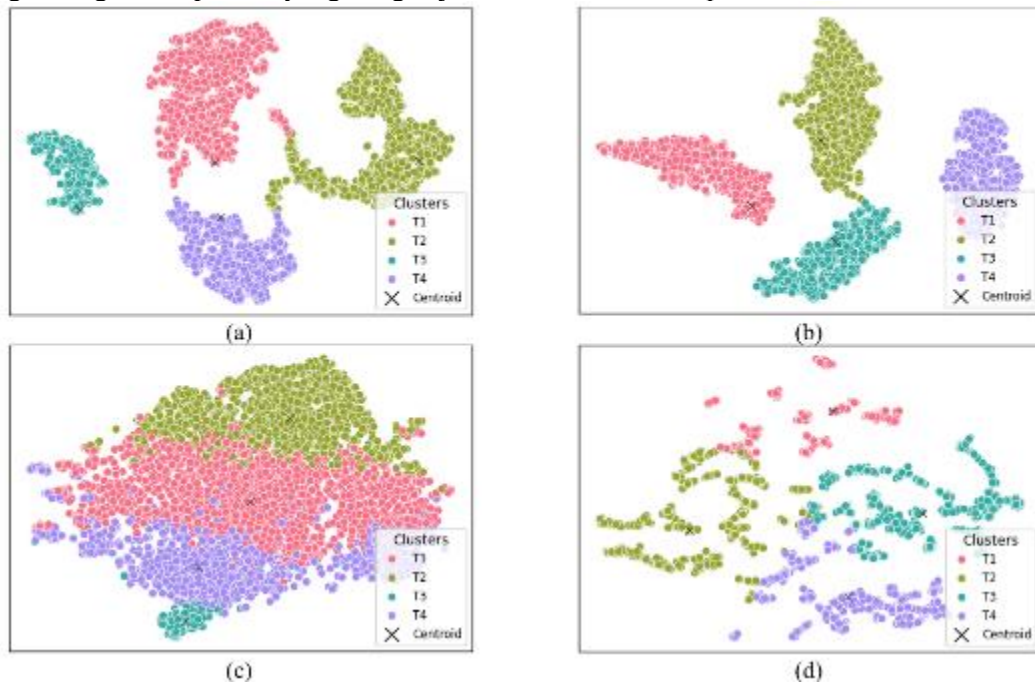 Clusters
T1
T2
T3
T4
Centroid
(a)
Clusters
T1
T2
T3
T4
Centroid
(b)
Clusters
T1
T2
T3
T4
Centroid
(c)
Clusters
T1
T2
T3
T4
Centroid
(d)